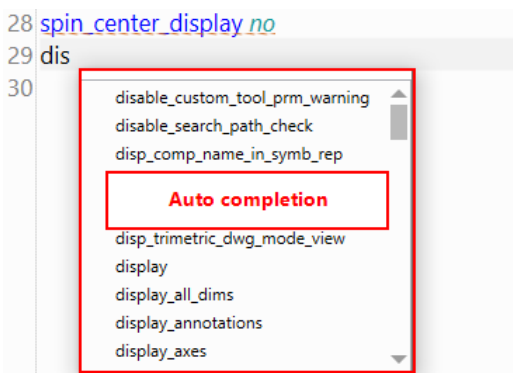 28 spin_center_display no
29 dis
30
disable_custom_tool_prm_warning
disable_search_path_check
disp_comp_name_in_symb_rep
Auto completion
disp_trimetric_dwg_mode_view
display
display_all_dims
display_annotations
display_axes